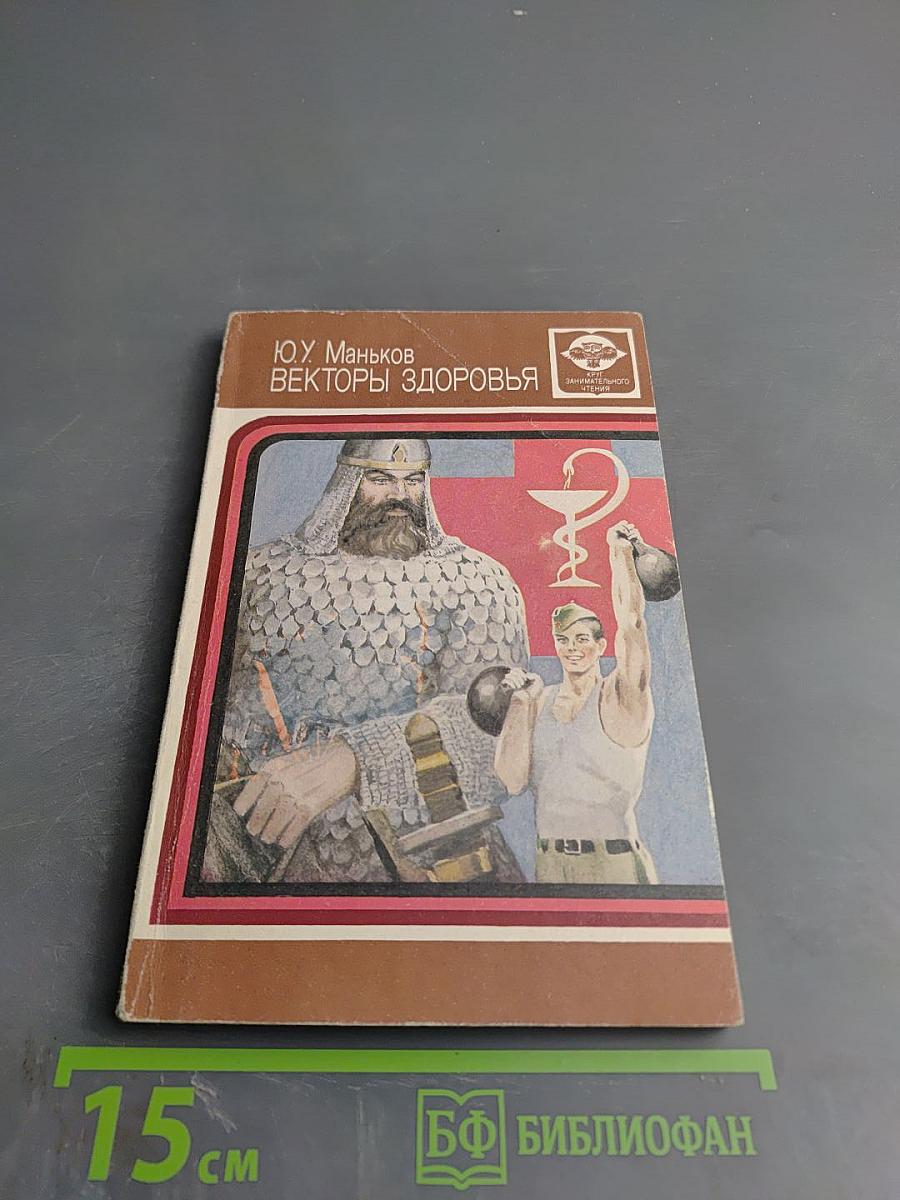 Ю.У. Маньков
ВЕКТОРЫ ЗДОРОВЬЯ
КРУГ
ЗАНИМАТЕЛЬНОГО
ЧТЕНИЯ
15 см
БФ БИБЛИОФАН